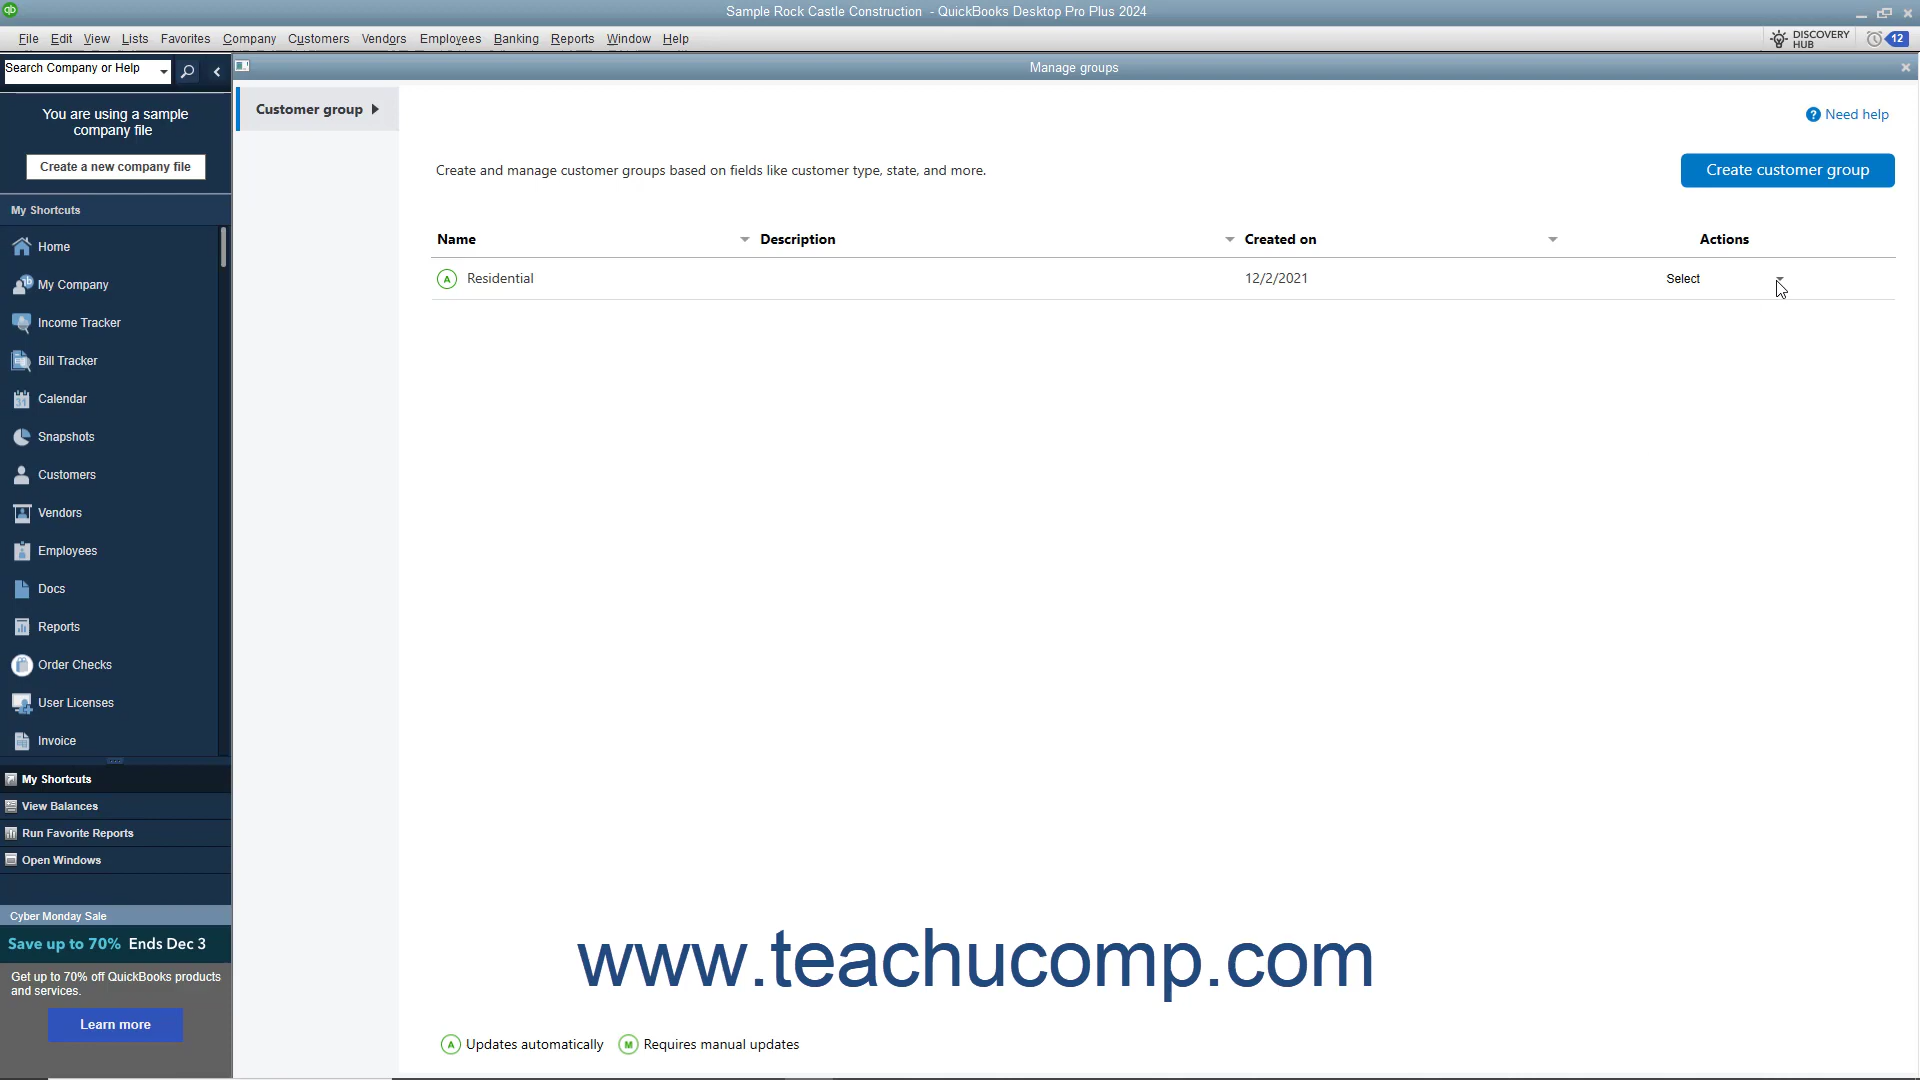 qb
Sample Rock Castle Construction - QuickBooks Desktop Pro Plus 2024
File Edit View Lists Favorites Company Customers Vendors Employees Banking Reports Window Help
DISCOVERY
HUB
12
Search Company or Help
Manage groups
You are using a sample
company file
Create a new company file
My Shortcuts
Home
My Company
Income Tracker
Bill Tracker
Calendar
Snapshots
Customers
Vendors
Employees
Docs
Reports
Order Checks
User Licenses
Invoice
My Shortcuts
View Balances
Run Favorite Reports
Open Windows
Cyber Monday Sale
Save up to 70% Ends Dec 3
Get up to 70% off QuickBooks products
and services.
Learn more
Customer group
? Need help
Create and manage customer groups based on fields like customer type, state, and more.
Create customer group
Name Description Created on Actions
A Residential 12/2/2021 Select
www.teachucomp.com
A Updates automatically M Requires manual updates